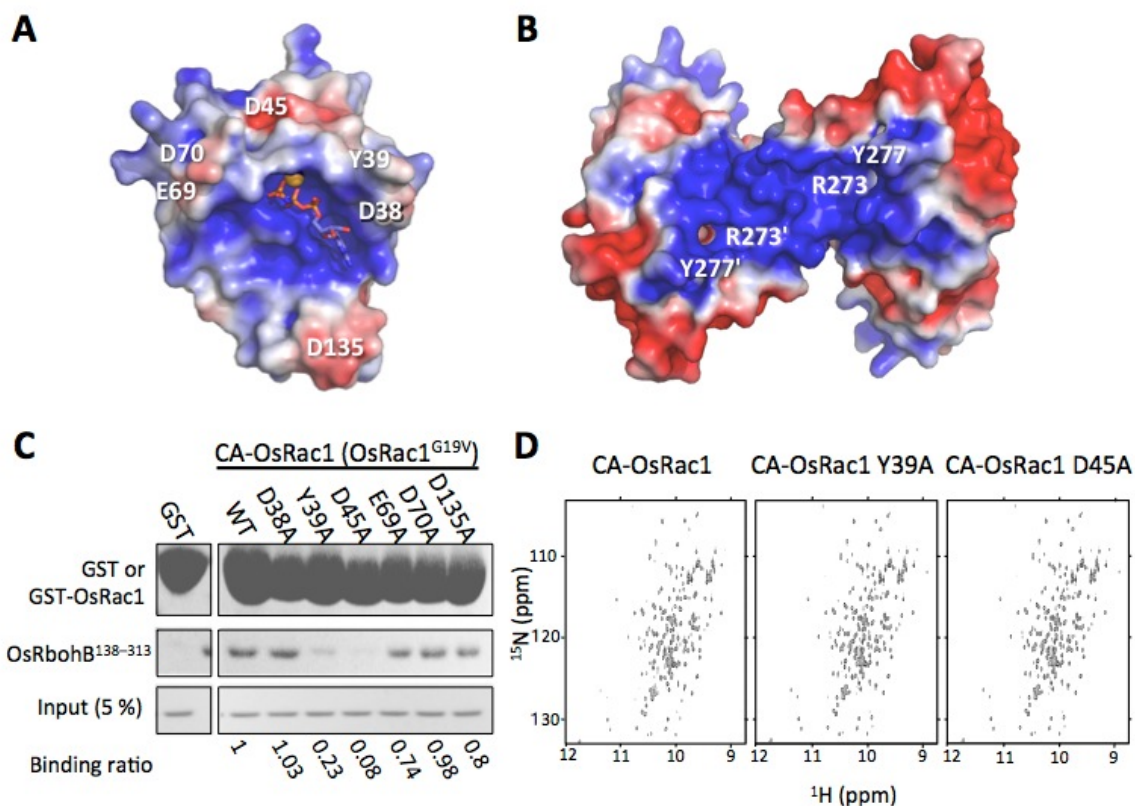 A
D45
D70
Y39
E69
D38
D135
B
Y277
R273
R273'
Y277'
C
CA-OsRac1 (OsRac1G19V)
GST
WT
D38A
Y39A
D45A
E69A
D70A
D135A
GST or
GST-OsRac1
OsRbohB138–313
Input (5 %)
Binding ratio
1 1.03 0.23 0.08 0.74 0.98 0.8
D
CA-OsRac1 CA-OsRac1 Y39A CA-OsRac1 D45A
15N (ppm)
110
120
130
12 11 10 9 12 11 10 9 12 11 10 9
1H (ppm)